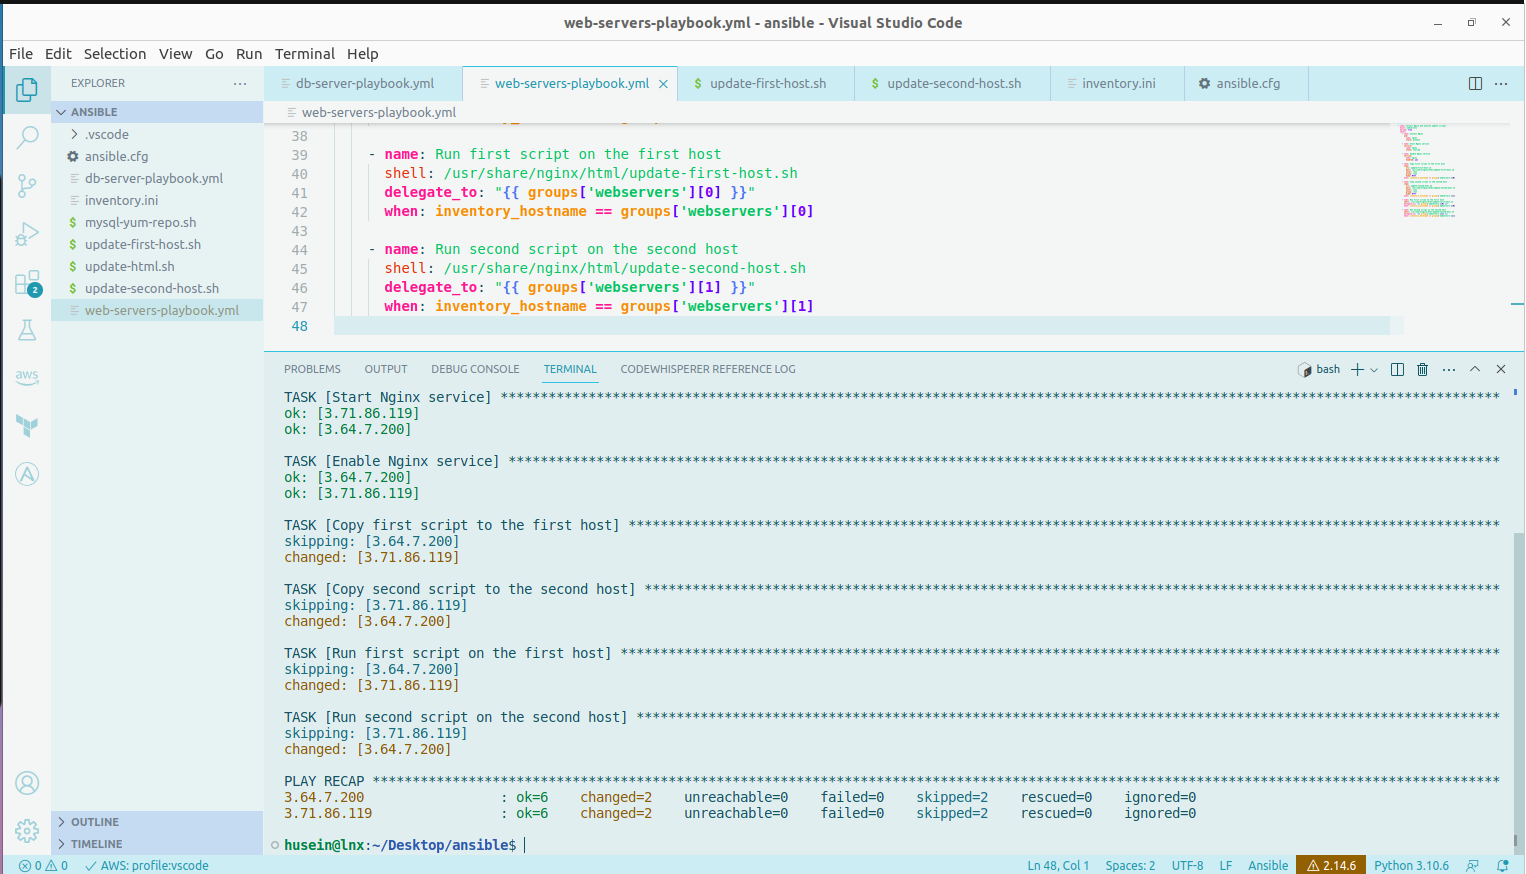 web-servers-playbook.yml - ansible - Visual Studio Code
File Edit Selection View Go Run Terminal Help
EXPLORER
ANSIBLE
.vscode
ansible.cfg
db-server-playbook.yml
inventory.ini
mysql-yum-repo.sh
update-first-host.sh
update-html.sh
update-second-host.sh
web-servers-playbook.yml
OUTLINE
TIMELINE
2
aws
db-server-playbook.yml web-servers-playbook.yml update-first-host.sh update-second-host.sh inventory.ini ansible.cfg
web-servers-playbook.yml
38
39 - name: Run first script on the first host
40 shell: /usr/share/nginx/html/update-first-host.sh
41 delegate_to: "{{ groups['webservers'][0] }}"
42 when: inventory_hostname == groups['webservers'][0]
43
44 - name: Run second script on the second host
45 shell: /usr/share/nginx/html/update-second-host.sh
46 delegate_to: "{{ groups['webservers'][1] }}"
47 when: inventory_hostname == groups['webservers'][1]
48
PROBLEMS OUTPUT DEBUG CONSOLE TERMINAL CODEWHISPERER REFERENCE LOG bash
TASK [Start Nginx service] ****************************************************************************************************************************
ok: [3.71.86.119]
ok: [3.64.7.200]
TASK [Enable Nginx service] ***************************************************************************************************************************
ok: [3.64.7.200]
ok: [3.71.86.119]
TASK [Copy first script to the first host] ************************************************************************************************************
skipping: [3.64.7.200]
changed: [3.71.86.119]
TASK [Copy second script to the second host] **********************************************************************************************************
skipping: [3.71.86.119]
changed: [3.64.7.200]
TASK [Run first script on the first host] *************************************************************************************************************
skipping: [3.64.7.200]
changed: [3.71.86.119]
TASK [Run second script on the second host] ***********************************************************************************************************
skipping: [3.71.86.119]
changed: [3.64.7.200]
PLAY RECAP ********************************************************************************************************************************************
3.64.7.200 : ok=6 changed=2 unreachable=0 failed=0 skipped=2 rescued=0 ignored=0
3.71.86.119 : ok=6 changed=2 unreachable=0 failed=0 skipped=2 rescued=0 ignored=0
husein@lnx:~/Desktop/ansible$
0 0 AWS: profile:vscode Ln 48, Col 1 Spaces: 2 UTF-8 LF Ansible 2.14.6 Python 3.10.6